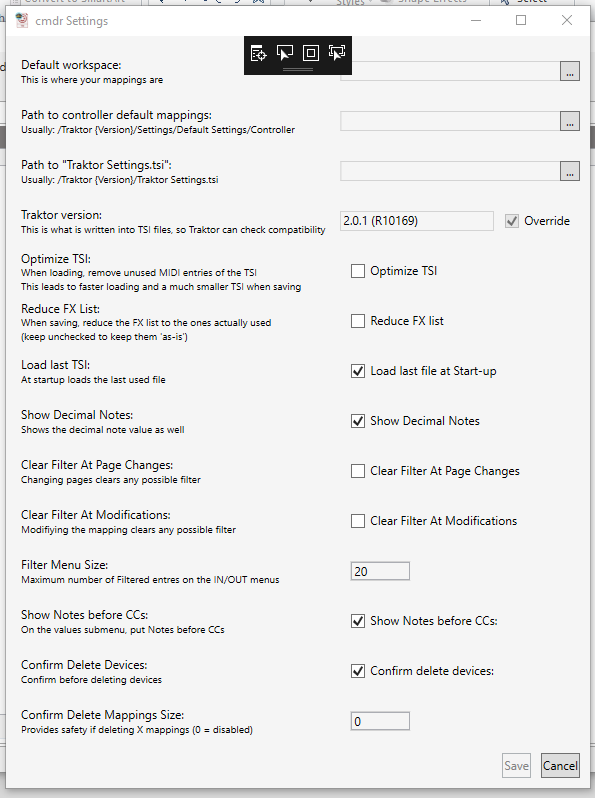 cmdr Settings
Default workspace:
This is where your mappings are
...
Path to controller default mappings:
Usually: /Traktor {Version}/Settings/Default Settings/Controller
...
Path to "Traktor Settings.tsi":
Usually: /Traktor {Version}/Traktor Settings.tsi
...
Traktor version:
This is what is written into TSI files, so Traktor can check compatibility
2.0.1 (R10169)
Override
Optimize TSI:
When loading, remove unused MIDI entries of the TSI
This leads to faster loading and a much smaller TSI when saving
Optimize TSI
Reduce FX List:
When saving, reduce the FX list to the ones actually used
(keep unchecked to keep them 'as-is')
Reduce FX list
Load last TSI:
At startup loads the last used file
Load last file at Start-up
Show Decimal Notes:
Shows the decimal note value as well
Show Decimal Notes
Clear Filter At Page Changes:
Changing pages clears any possible filter
Clear Filter At Page Changes
Clear Filter At Modifications:
Modifiying the mapping clears any possible filter
Clear Filter At Modifications
Filter Menu Size:
Maximum number of Filtered entres on the IN/OUT menus
20
Show Notes before CCs:
On the values submenu, put Notes before CCs
Show Notes before CCs:
Confirm Delete Devices:
Confirm before deleting devices
Confirm delete devices:
Confirm Delete Mappings Size:
Provides safety if deleting X mappings (0 = disabled)
0
Save
Cancel